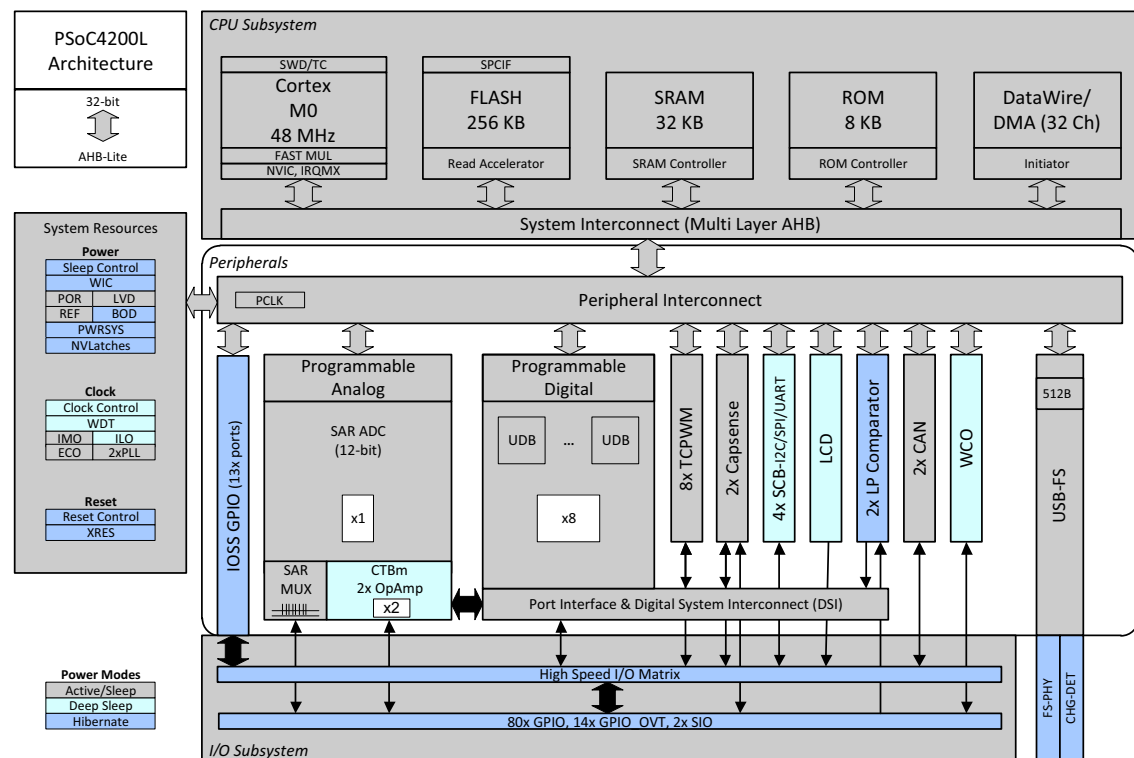 PSoC4200L
Architecture
32-bit
AHB-Lite
CPU Subsystem
SWD/TC
Cortex
M0
48 MHz
FAST MUL
NVIC, IRQMX
SPCIF
FLASH
256 KB
Read Accelerator
SRAM
32 KB
SRAM Controller
ROM
8 KB
ROM Controller
DataWire/
DMA (32 Ch)
Initiator
System Interconnect (Multi Layer AHB)
System Resources
Power
Sleep Control
WIC
POR LVD
REF BOD
PWRSYS
NVLatches
Clock
Clock Control
WDT
IMO ILO
ECO 2xPLL
Reset
Reset Control
XRES
Peripherals
PCLK
Peripheral Interconnect
IOSS GPIO (13x ports)
Programmable
Analog
SAR ADC
(12-bit)
x1
SAR
MUX
CTBm
2x OpAmp
x2
Programmable
Digital
UDB ... UDB
x8
8x TCPWM
2x Capsense
4x SCB-I2C/SPI/UART
LCD
2x LP Comparator
2x CAN
WCO
512B
USB-FS
Port Interface & Digital System Interconnect (DSI)
High Speed I/O Matrix
80x GPIO, 14x GPIO_OVT, 2x SIO
I/O Subsystem
FS-PHY
CHG-DET
Power Modes
Active/Sleep
Deep Sleep
Hibernate